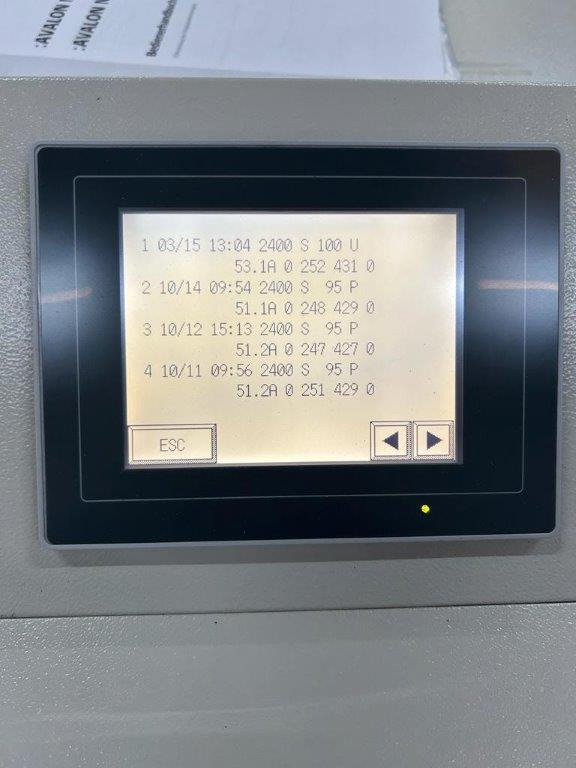 :AVALON N
:AVALON N
1 03/15 13:04 2400 S 100 U
53.1A 0 252 431 0
2 10/14 09:54 2400 S 95 P
51.1A 0 248 429 0
3 10/12 15:13 2400 S 95 P
51.2A 0 247 427 0
4 10/11 09:56 2400 S 95 P
51.2A 0 251 429 0
ESC